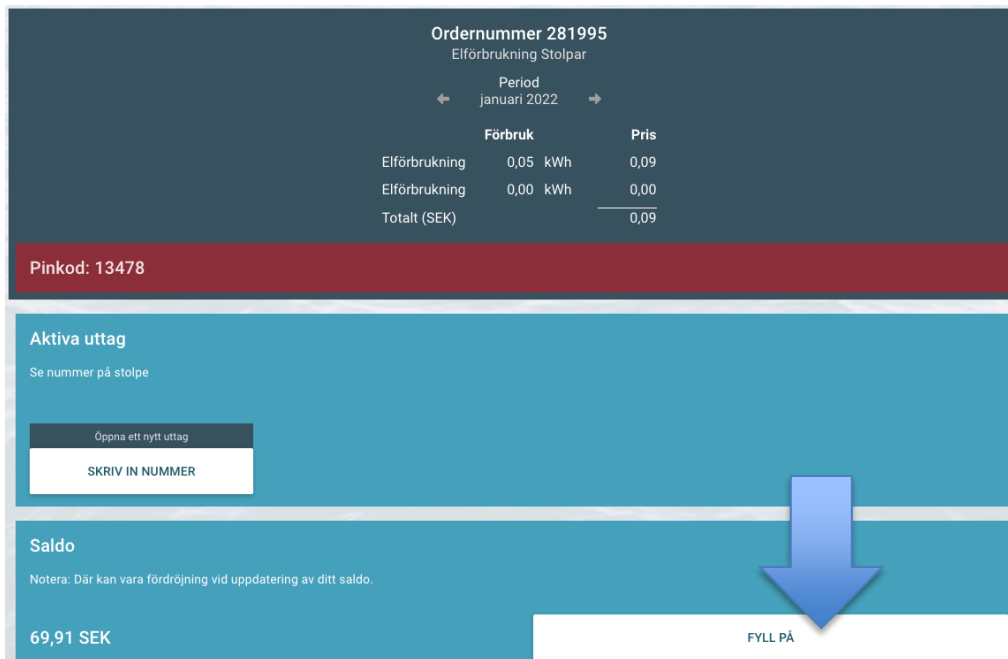 Ordernummer 281995
Elförbrukning Stolpar
Period
januari 2022
Förbruk Pris
Elförbrukning 0,05 kWh 0,09
Elförbrukning 0,00 kWh 0,00
Totalt (SEK) 0,09
Pinkod: 13478
Aktiva uttag
Se nummer på stolpe
Öppna ett nytt uttag
SKRIV IN NUMMER
Saldo
Notera: Där kan vara fördröjning vid uppdatering av ditt saldo.
69,91 SEK FYLL PÅ